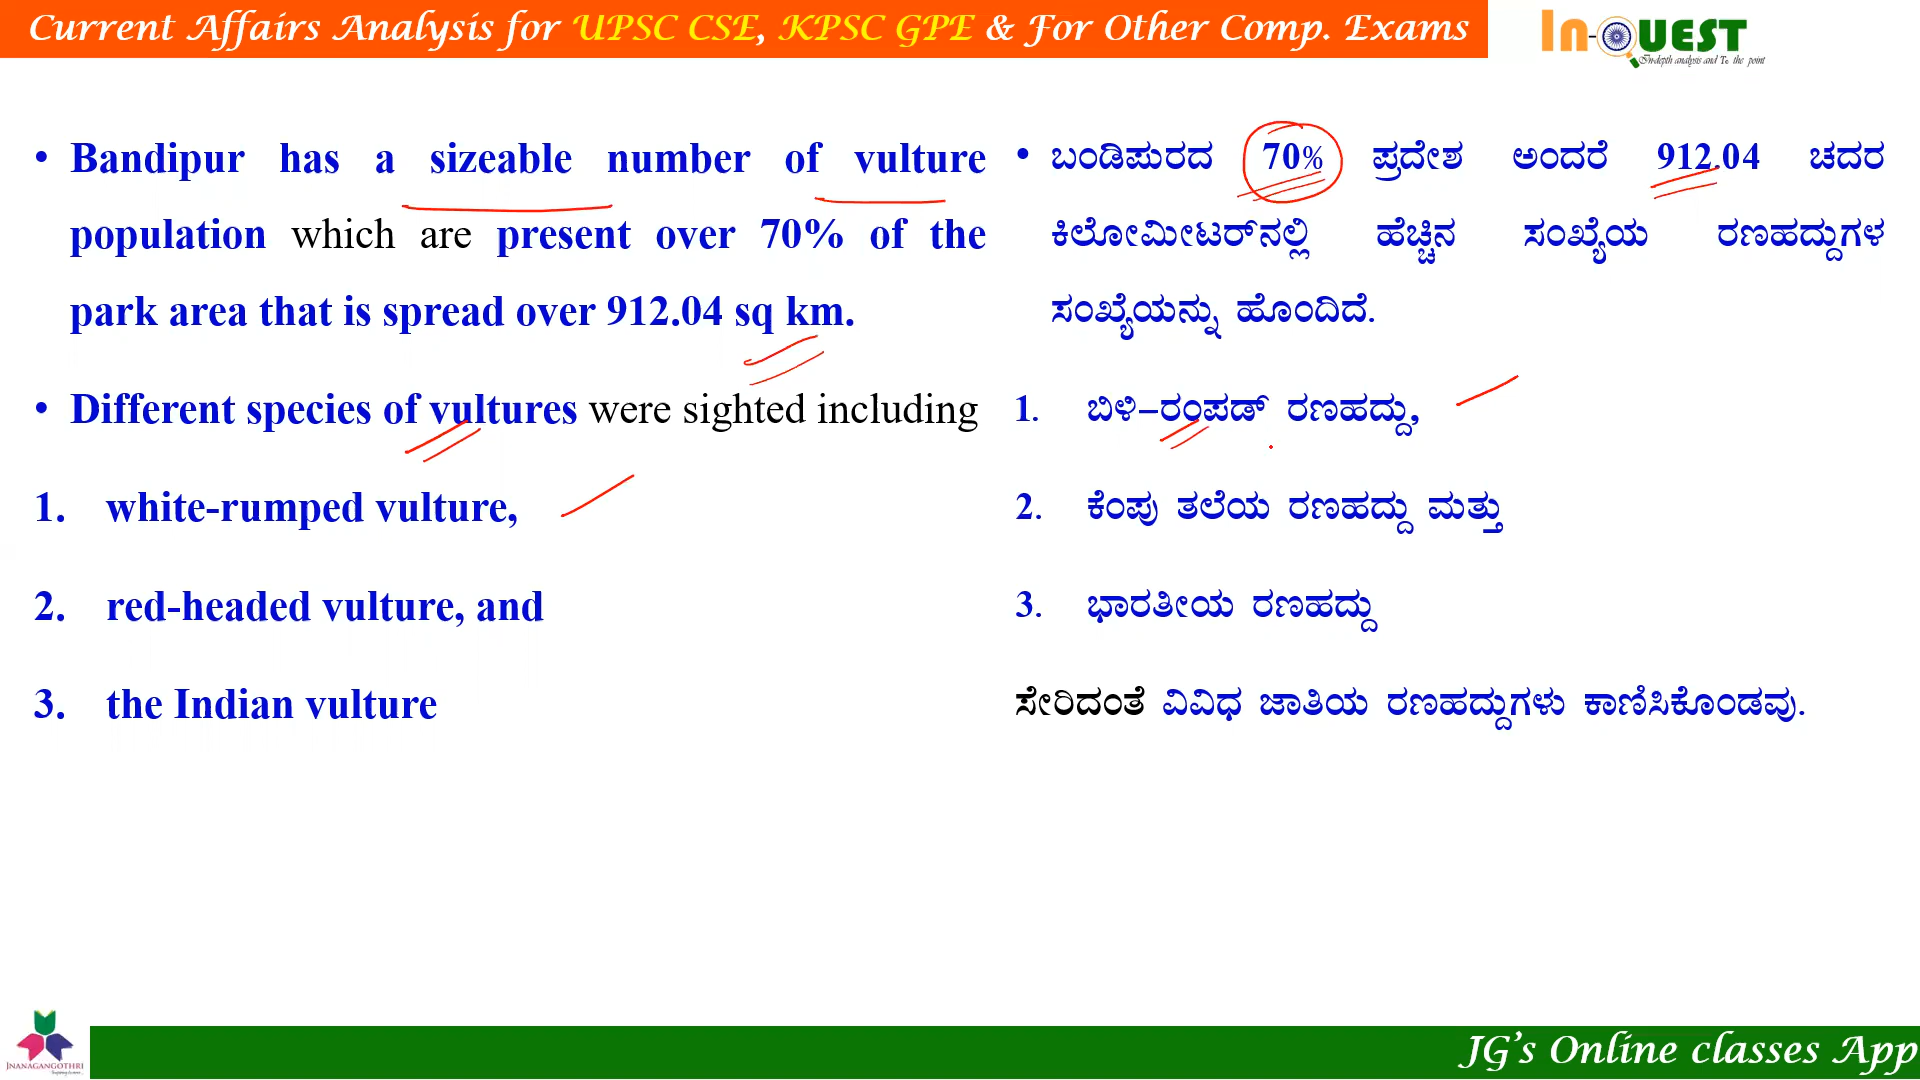 Current Affairs Analysis for UPSC CSE, KPSC GPE & For Other Comp. Exams
In-QUEST
In-depth analysis and To the point
• Bandipur has a sizeable number of vulture
population which are present over 70% of the
park area that is spread over 912.04 sq km.
• Different species of vultures were sighted including
1. white-rumped vulture,
2. red-headed vulture, and
3. the Indian vulture
• ಬಂಡಿಪುರದ 70% ಪ್ರದೇಶ ಅಂದರೆ 912.04 ಚದರ
ಕಿಲೋಮೀಟರ್‌ನಲ್ಲಿ ಹೆಚ್ಚಿನ ಸಂಖ್ಯೆಯ ರಣಹದ್ದುಗಳ
ಸಂಖ್ಯೆಯನ್ನು ಹೊಂದಿದೆ.
1. ಬಿಳಿ-ರಂಪಡ್ ರಣಹದ್ದು,
2. ಕೆಂಪು ತಲೆಯ ರಣಹದ್ದು ಮತ್ತು
3. ಭಾರತೀಯ ರಣಹದ್ದು
ಸೇರಿದಂತೆ ವಿವಿಧ ಜಾತಿಯ ರಣಹದ್ದುಗಳು ಕಾಣಿಸಿಕೊಂಡವು.
JNANAGANGOTHRI
JG's Online classes App